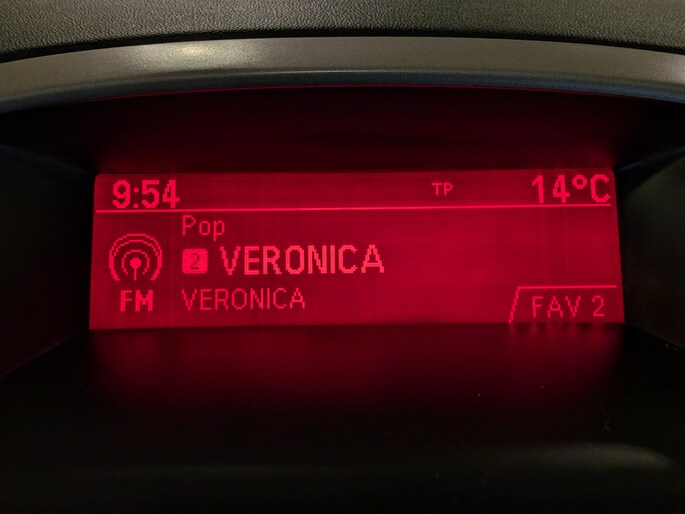 9:54 TP 14°C
Pop
2 VERONICA
FM VERONICA
FAV 2